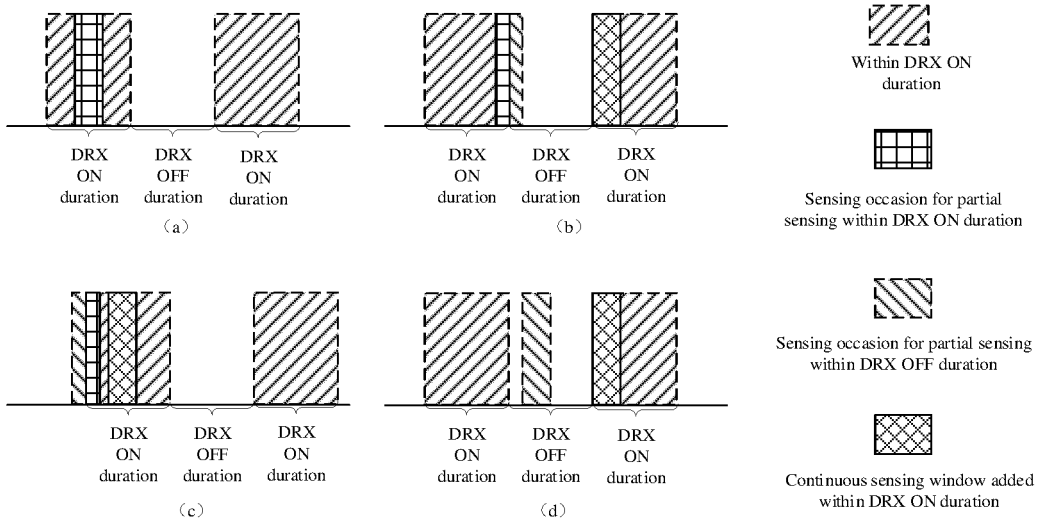 DRX
ON
duration
DRX
OFF
duration
DRX
ON
duration
（a）
DRX
ON
duration
DRX
OFF
duration
DRX
ON
duration
（b）
DRX
ON
duration
DRX
OFF
duration
DRX
ON
duration
（c）
DRX
ON
duration
DRX
OFF
duration
DRX
ON
duration
（d）
Within DRX ON
duration
Sensing occasion for partial
sensing within DRX ON duration
Sensing occasion for partial sensing
within DRX OFF duration
Continuous sensing window added
within DRX ON duration